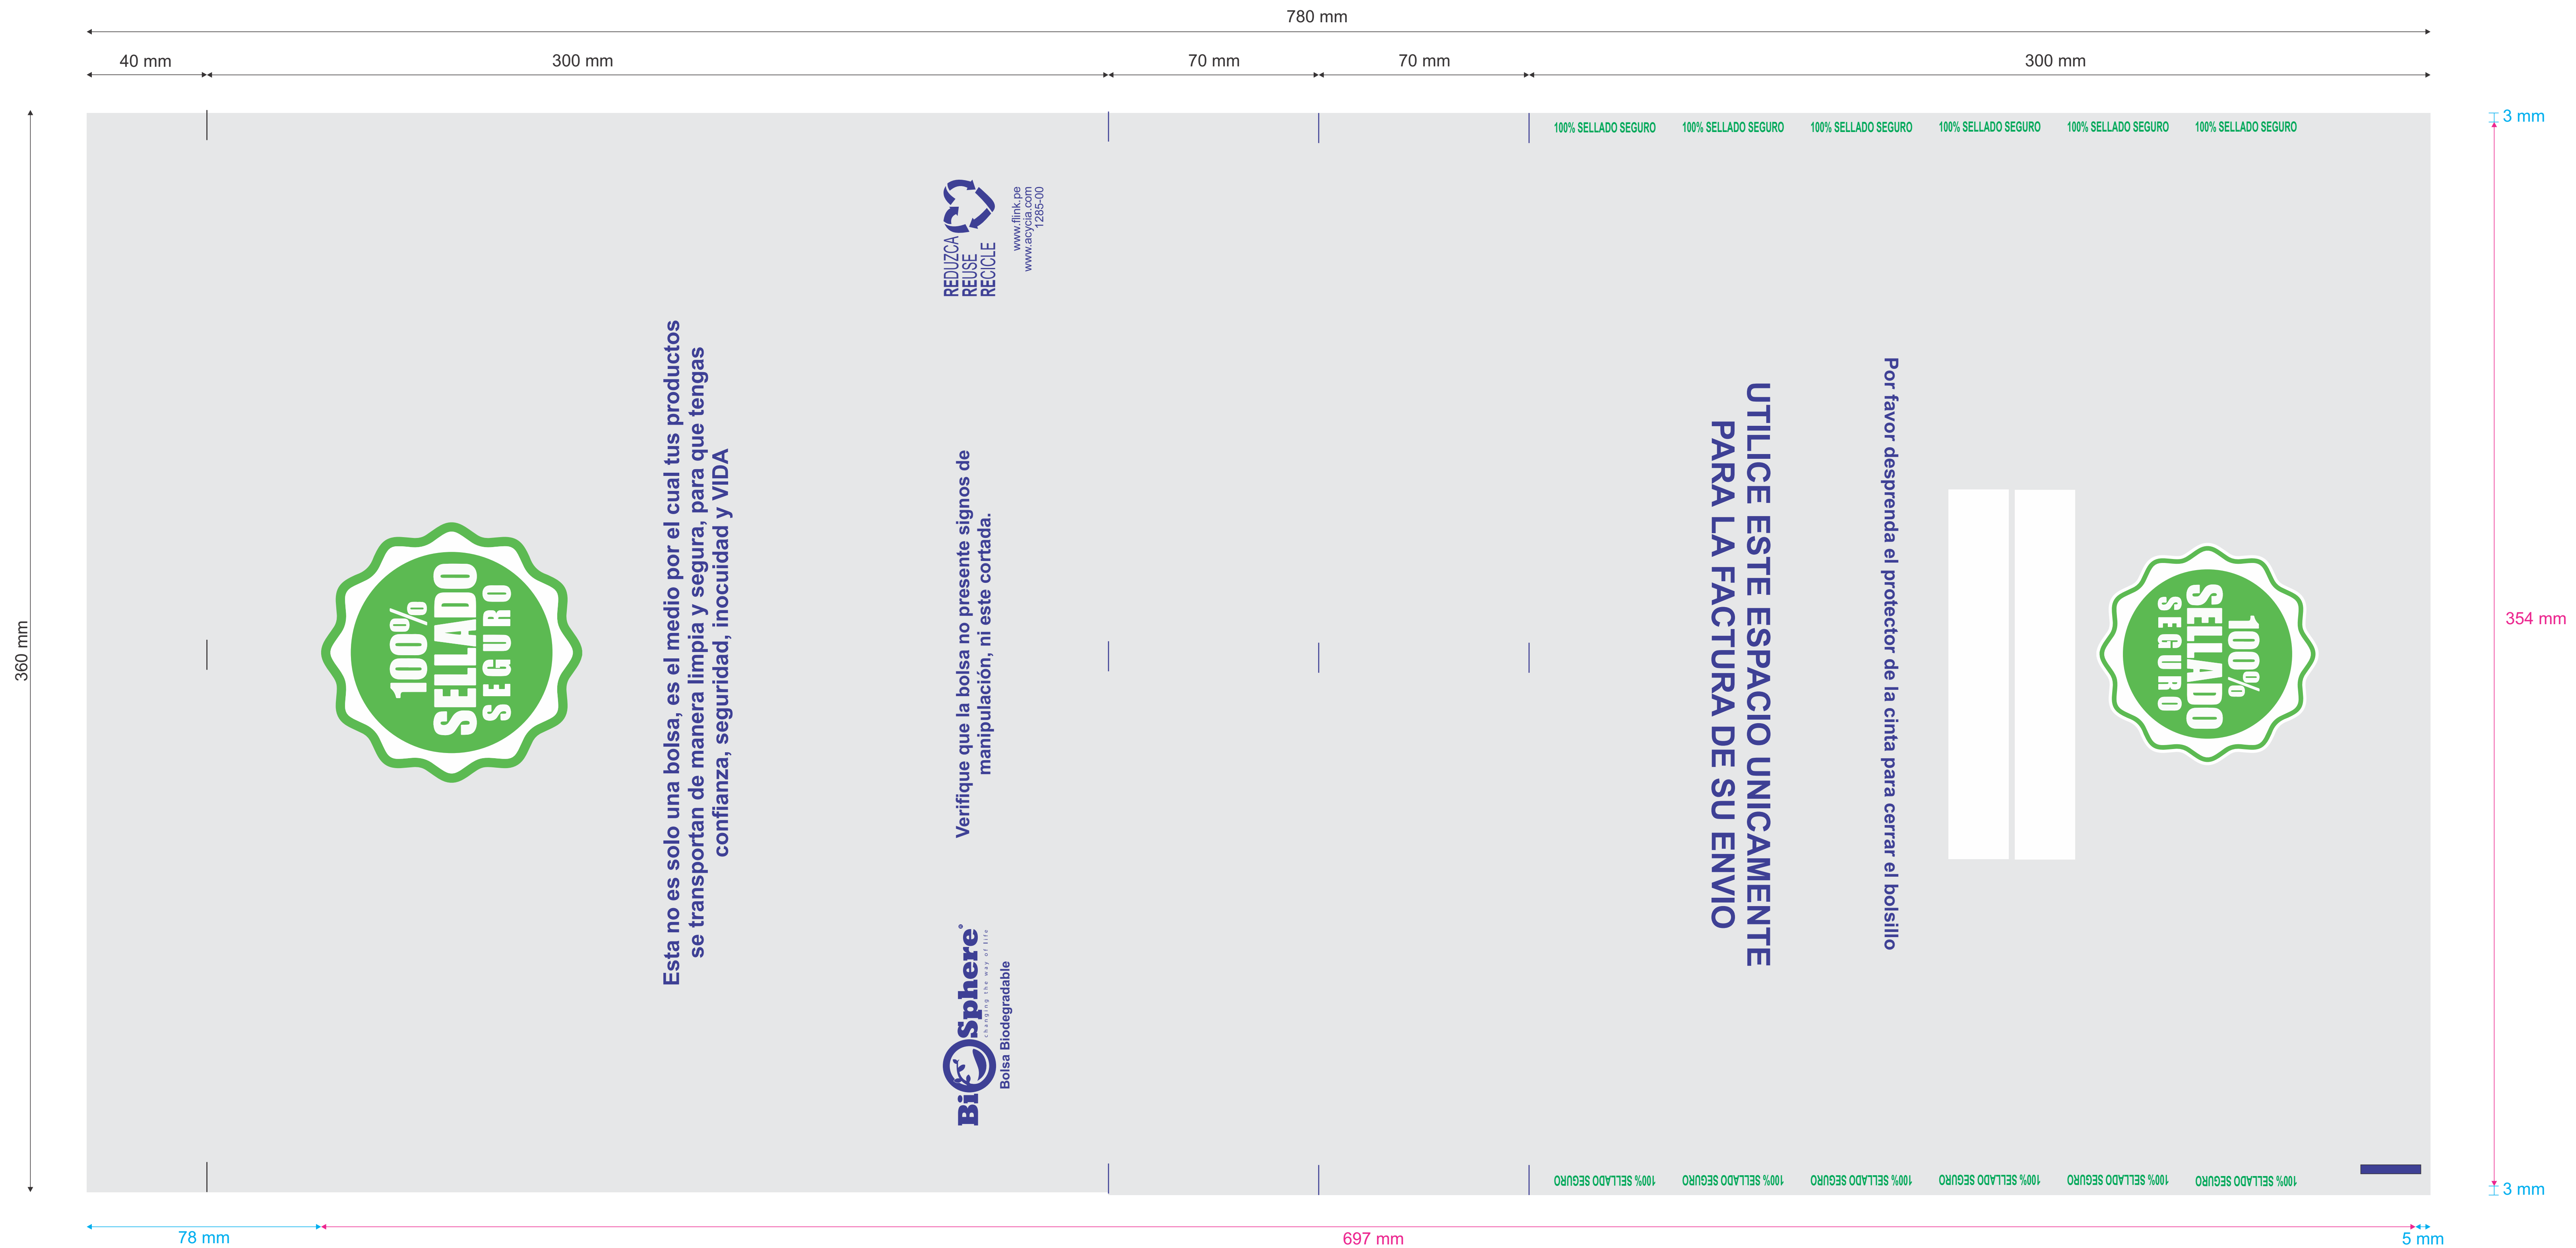 780 mm
40 mm
300 mm
70 mm
70 mm
300 mm
360 mm
3 mm
354 mm
3 mm
78 mm
697 mm
5 mm
100% SELLADO SEGURO
100% SELLADO SEGURO
100% SELLADO SEGURO
100% SELLADO SEGURO
100% SELLADO SEGURO
100% SELLADO SEGURO
100%
SELLADO
SEGURO
Esta no es solo una bolsa, es el medio por el cual tus productos
se transportan de manera limpia y segura, para que tengas
confianza, seguridad, inocuidad y VIDA
REDUZCA
REUSE
RECICLE
www.flink.pe
www.acycia.com
1285-00
Verifique que la bolsa no presente signos de
manipulación, ni este cortada.
BiOSphere®
changing the way of life
Bolsa Biodegradable
UTILICE ESTE ESPACIO UNICAMENTE
PARA LA FACTURA DE SU ENVIO
Por favor desprenda el protector de la cinta para cerrar el bolsillo
100%
SELLADO
SEGURO
100% SELLADO SEGURO
100% SELLADO SEGURO
100% SELLADO SEGURO
100% SELLADO SEGURO
100% SELLADO SEGURO
100% SELLADO SEGURO